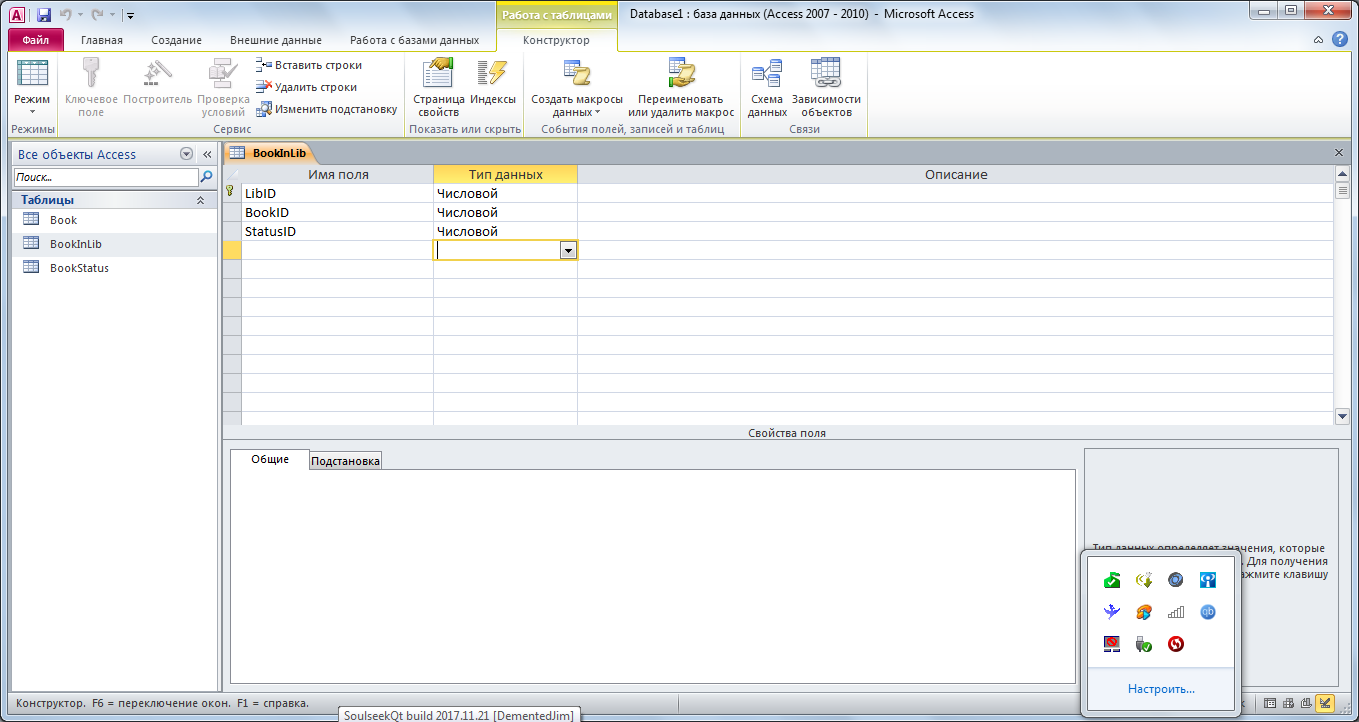 Работа с таблицами
Database1 : база данных (Access 2007 - 2010) - Microsoft Access
Файл
Главная
Создание
Внешние данные
Работа с базами данных
Конструктор
Режим
Ключевое поле
Построитель
Проверка условий
Вставить строки
Удалить строки
Изменить подстановку
Страница свойств
Индексы
Создать макросы данных
Переименовать или удалить макрос
Схема данных
Зависимости объектов
Режимы
Сервис
Показать или скрыть
События полей, записей и таблиц
Связи
Все объекты Access
Поиск...
Таблицы
Book
BookInLib
BookStatus
BookInLib
Имя поля Тип данных Описание
LibID Числовой
BookID Числовой
StatusID Числовой
Свойства поля
Общие
Подстановка
Тип данных определяет значения, которые
Для получения
клавишу
qb
Настроить...
Конструктор. F6 = переключение окон. F1 = справка.
SoulseekQt build 2017.11.21 [DementedJim]